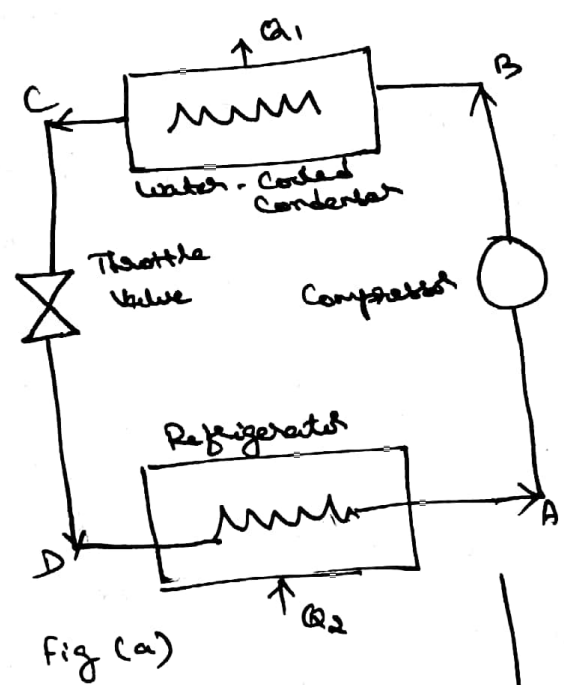 Q1
B
C
Water-Cooled
Condenser
Throttle
Valve
Compressor
Refrigerator
A
D
Q2
Fig (a)